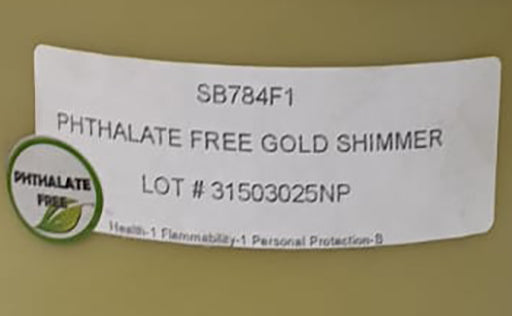 SB784F1
PHTHALATE FREE GOLD SHIMMER
LOT # 31503025NP
PHTHALATE
FREE
Health-1 Flammability-1 Personal Protection-B